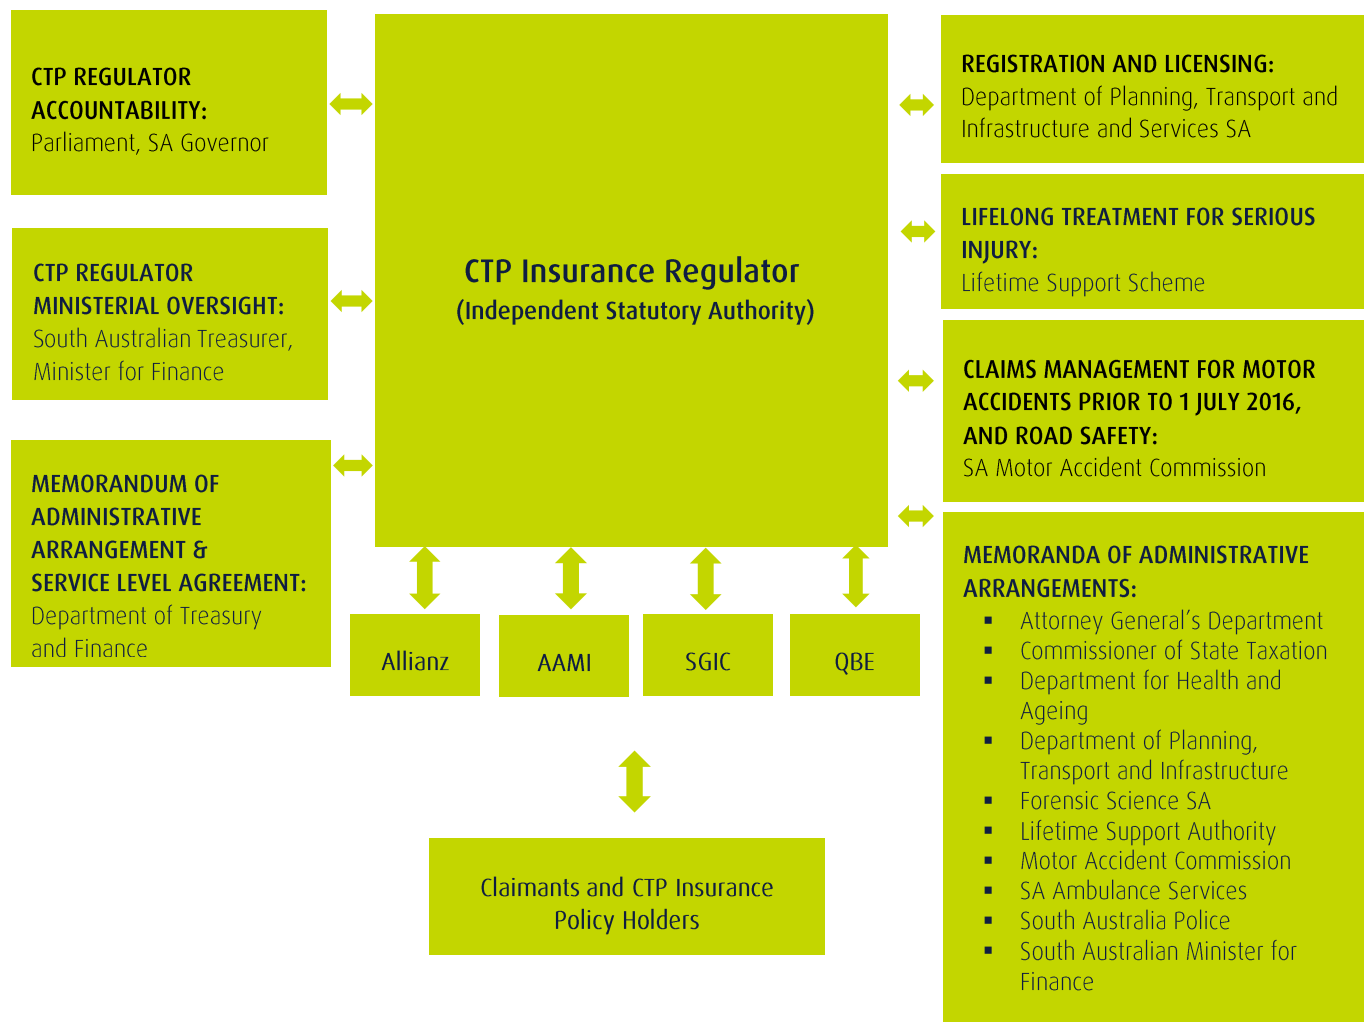 CTP REGULATOR
ACCOUNTABILITY:
Parliament, SA Governor
CTP REGULATOR
MINISTERIAL OVERSIGHT:
South Australian Treasurer,
Minister for Finance
MEMORANDUM OF
ADMINISTRATIVE
ARRANGEMENT &
SERVICE LEVEL AGREEMENT:
Department of Treasury
and Finance
CTP Insurance Regulator
(Independent Statutory Authority)
Allianz
AAMI
SGIC
QBE
Claimants and CTP Insurance
Policy Holders
REGISTRATION AND LICENSING:
Department of Planning, Transport and
Infrastructure and Services SA
LIFELONG TREATMENT FOR SERIOUS
INJURY:
Lifetime Support Scheme
CLAIMS MANAGEMENT FOR MOTOR
ACCIDENTS PRIOR TO 1 JULY 2016,
AND ROAD SAFETY:
SA Motor Accident Commission
MEMORANDA OF ADMINISTRATIVE
ARRANGEMENTS:
▪ Attorney General’s Department
▪ Commissioner of State Taxation
▪ Department for Health and
Ageing
▪ Department of Planning,
Transport and Infrastructure
▪ Forensic Science SA
▪ Lifetime Support Authority
▪ Motor Accident Commission
▪ SA Ambulance Services
▪ South Australia Police
▪ South Australian Minister for
Finance